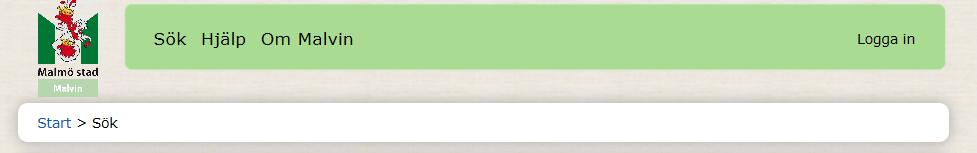 Malmö stad
Malvin
Sök Hjälp Om Malvin
Logga in
Start > Sök